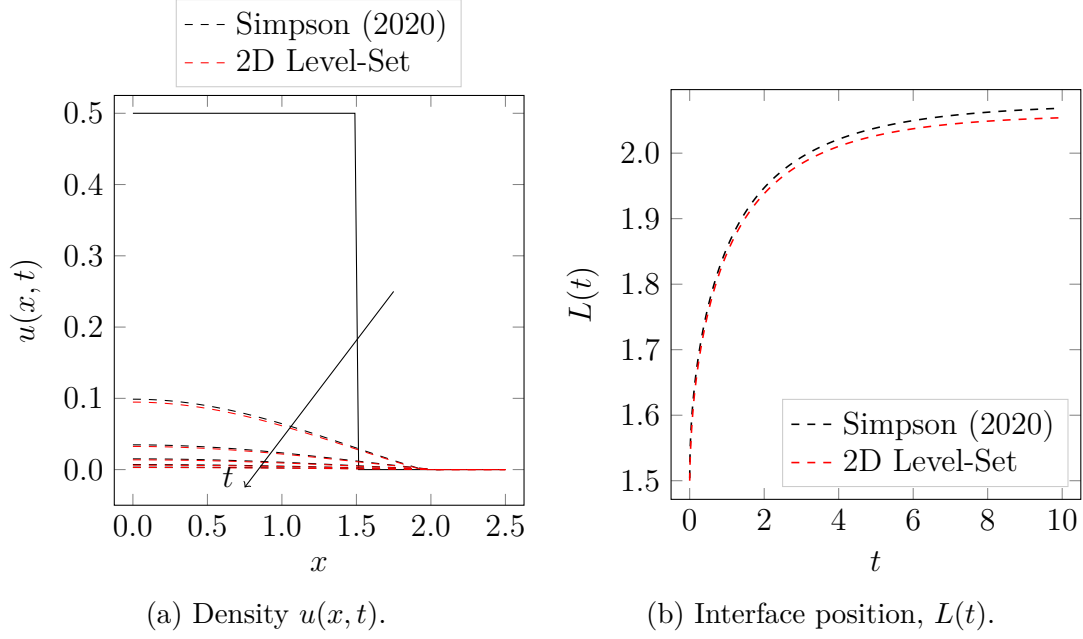 Simpson (2020)
2D Level-Set
0.5
0.4
0.3
0.2
0.1
0.0
u(x, t)
t
0.0 0.5 1.0 1.5 2.0 2.5
x
(a) Density u(x, t).
2.0
1.9
1.8
1.7
1.6
1.5
L(t)
Simpson (2020)
2D Level-Set
0 2 4 6 8 10
t
(b) Interface position, L(t).